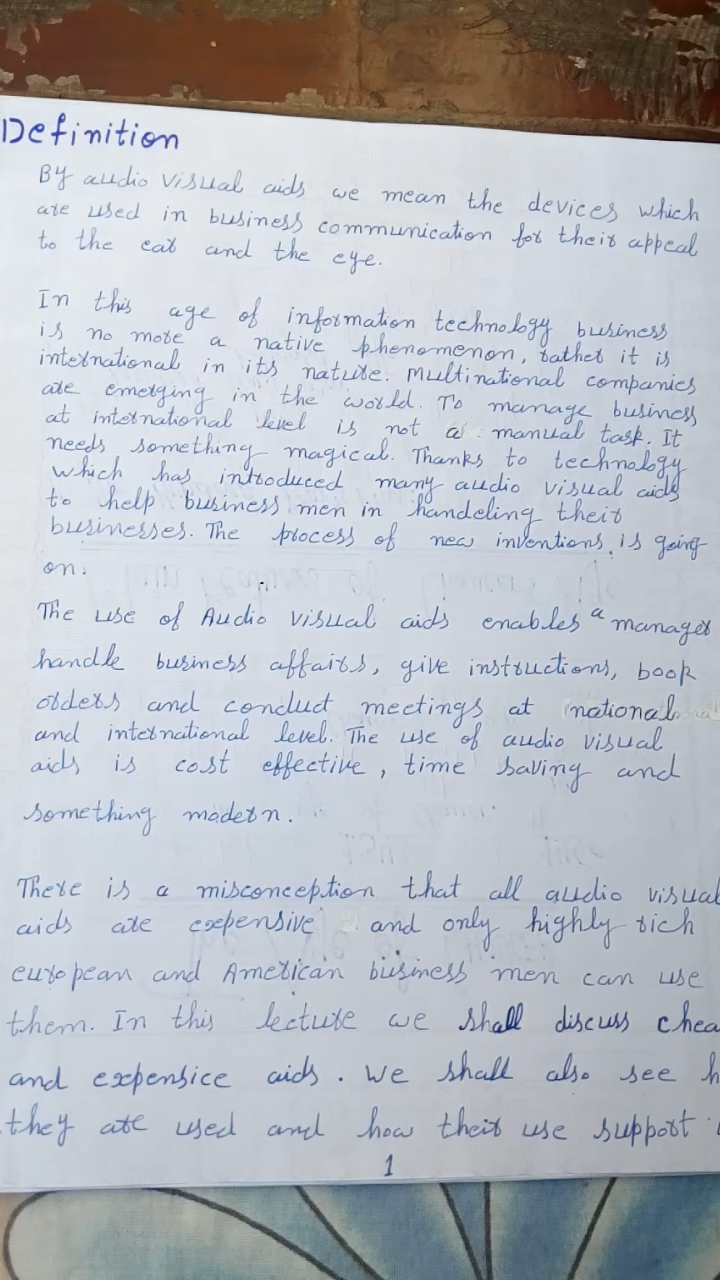 Definition
By audio visual aids we mean the devices which
are used in business communication for their appeal
to the ear and the eye.
In this age of information technology business
is no more a native phenomenon, rather it is
international in its nature. Multinational companies
are emerging in the world. To manage business
at international level is not a manual task. It
needs something magical. Thanks to technology
which has introduced many audio visual aids
to help business men in handeling their
businesses. The process of new inventions is going
on.
The use of Audio visual aids enables a manager
handle business affairs, give instructions, book
orders and conduct meetings at national
and international level. The use of audio visual
aids is cost effective, time saving and
something modern.
There is a misconception that all audio visual
aids are expensive and only highly rich
european and American business men can use
them. In this lecture we shall discuss chea
and expensice aids. We shall also see h
they are used and how their use support
1